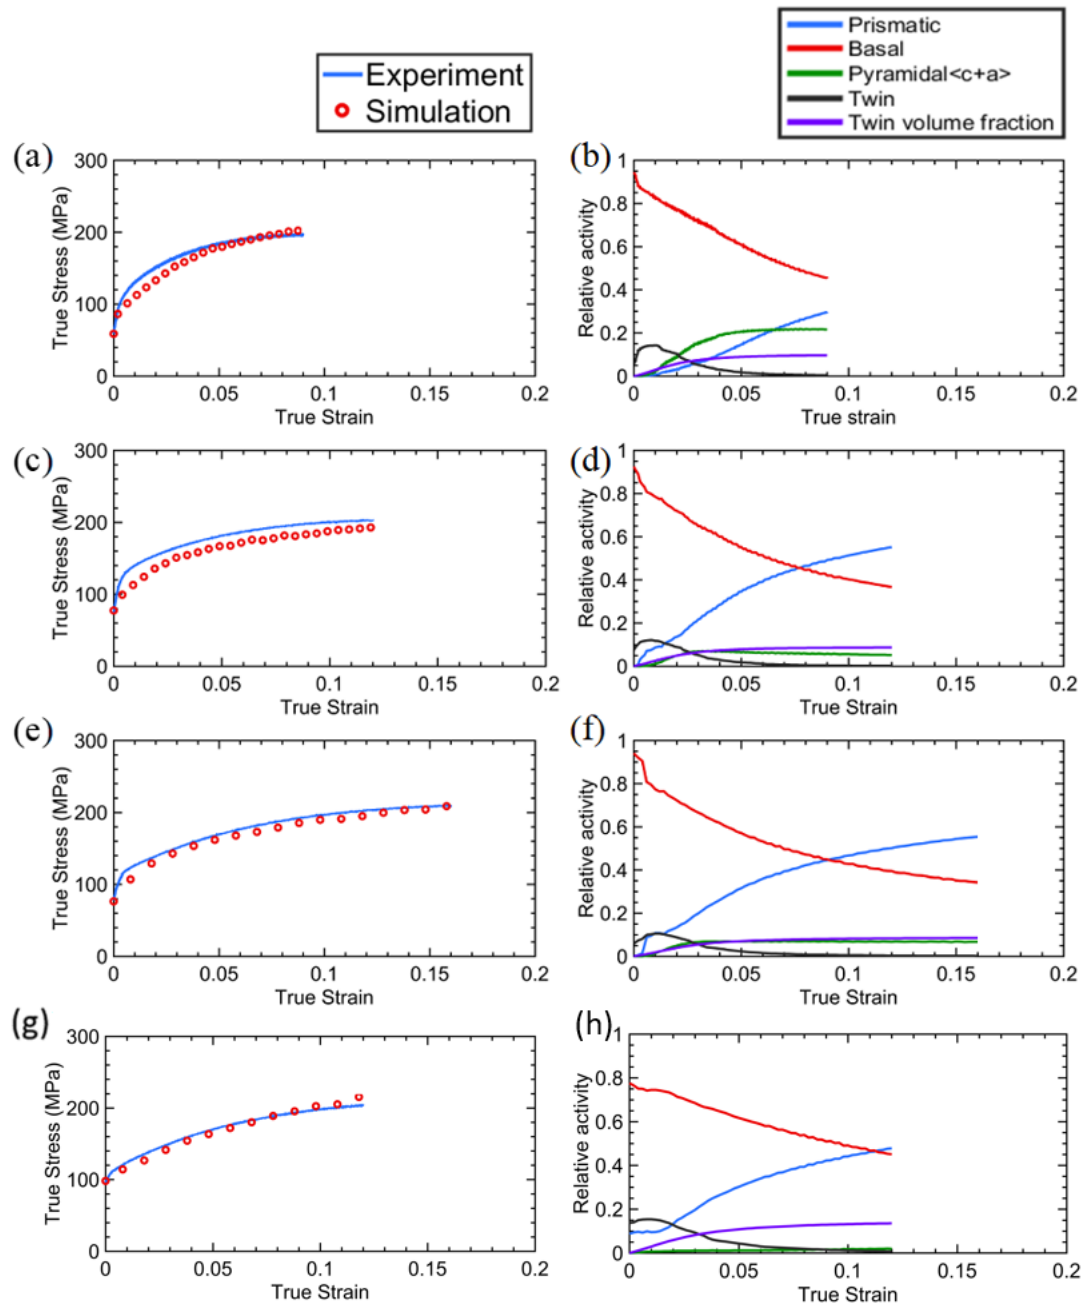 Experiment
Simulation
Prismatic
Basal
Pyramidal<c+a>
Twin
Twin volume fraction
(a)
True Stress (MPa)
300
200
100
0
0 0.05 0.1 0.15 0.2
True Strain
(b)
Relative activity
1
0.8
0.6
0.4
0.2
0
0 0.05 0.1 0.15 0.2
True strain
(c)
True Stress (MPa)
300
200
100
0
0 0.05 0.1 0.15 0.2
True Strain
(d)
Relative activity
1
0.8
0.6
0.4
0.2
0
0 0.05 0.1 0.15 0.2
True Strain
(e)
True Stress (MPa)
300
200
100
0
0 0.05 0.1 0.15 0.2
True Strain
(f)
Relative activity
1
0.8
0.6
0.4
0.2
0
0 0.05 0.1 0.15 0.2
True Strain
(g)
True Stress (MPa)
300
200
100
0
0 0.05 0.1 0.15 0.2
True Strain
(h)
Relative activity
1
0.8
0.6
0.4
0.2
0
0 0.05 0.1 0.15 0.2
True Strain